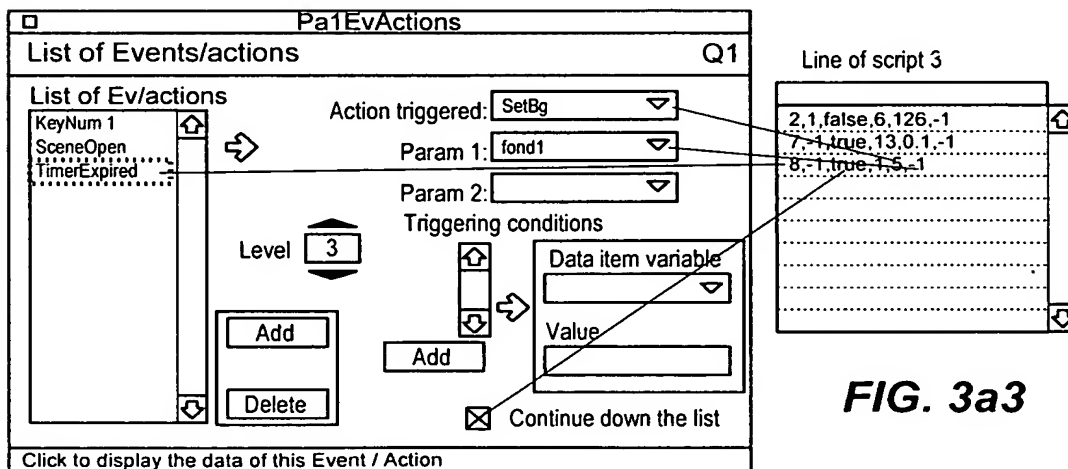 Pa1EvActions
List of Events/actions Q1
List of Ev/actions
KeyNum 1
SceneOpen
TimerExpired
Action triggered: SetBg
Param 1: fond1
Param 2:
Triggering conditions
Level 3
Data item variable
Value
Add
Add
Delete
Continue down the list
Click to display the data of this Event / Action
Line of script 3
2,1,false,6,126,-1
7,-1,true,13,0.1,-1
8,-1,true,1,5,-1
FIG. 3a3